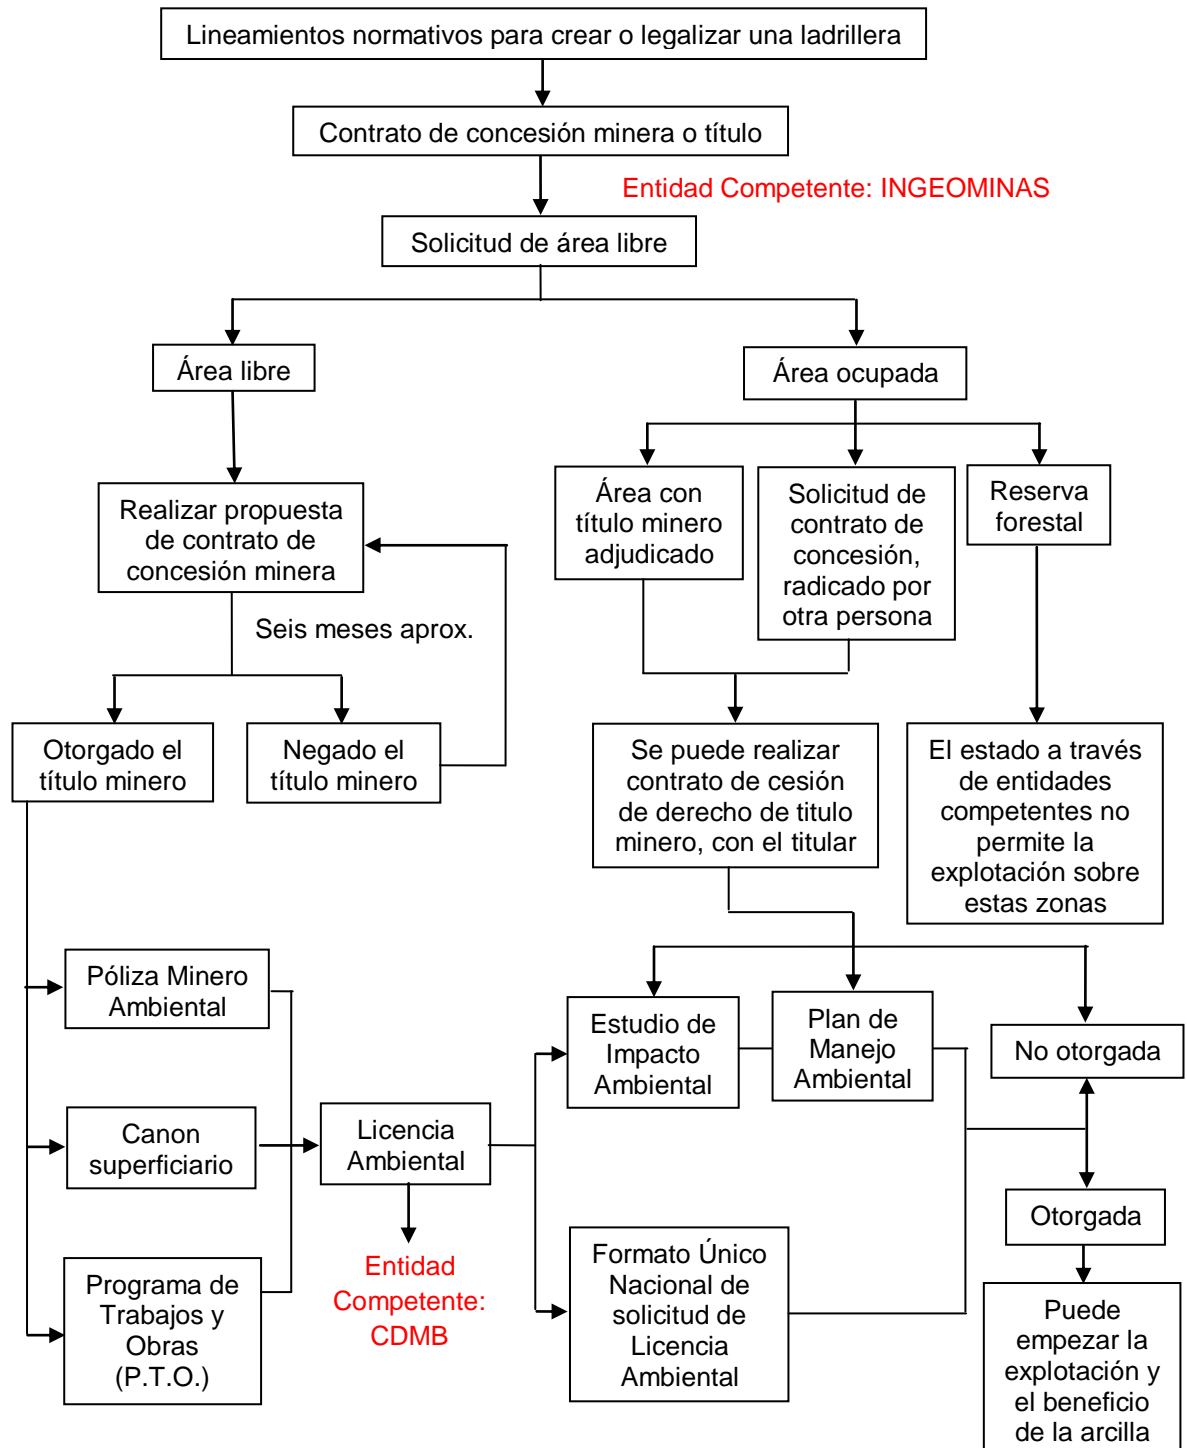 Lineamientos normativos para crear o legalizar una ladrillera
Contrato de concesión minera o título
Entidad Competente: INGEOMINAS
Solicitud de área libre
Área libre
Área ocupada
Realizar propuesta
de contrato de
concesión minera
Área con
título minero
adjudicado
Solicitud de
contrato de
concesión,
radicado por
otra persona
Reserva
forestal
Seis meses aprox.
Otorgado el
título minero
Negado el
título minero
Se puede realizar
contrato de cesión
de derecho de titulo
minero, con el titular
El estado a través
de entidades
competentes no
permite la
explotación sobre
estas zonas
Póliza Minero
Ambiental
Canon
superficiario
Programa de
Trabajos y
Obras
(P.T.O.)
Licencia
Ambiental
Entidad
Competente:
CDMB
Estudio de
Impacto
Ambiental
Plan de
Manejo
Ambiental
Formato Único
Nacional de
solicitud de
Licencia
Ambiental
No otorgada
Otorgada
Puede
empezar la
explotación y
el beneficio
de la arcilla